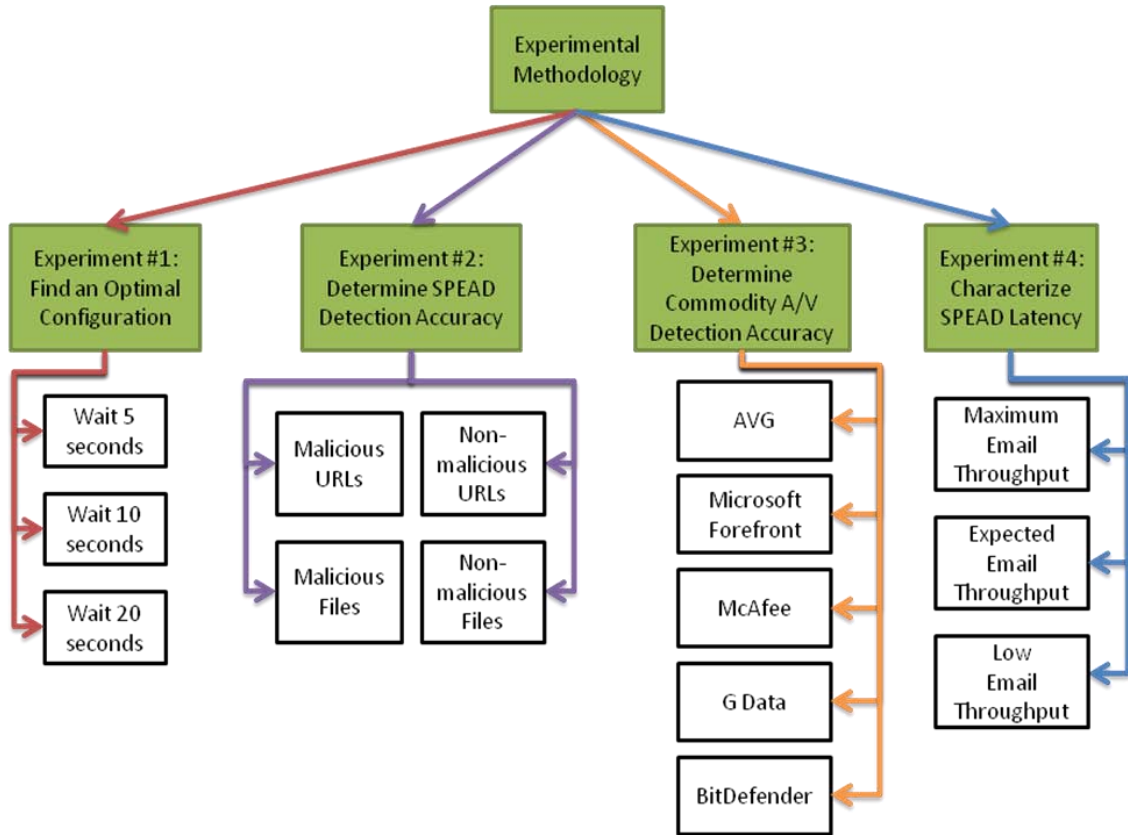 Experimental
Methodology
Experiment #1:
Find an Optimal
Configuration
Experiment #2:
Determine SPEAD
Detection Accuracy
Experiment #3:
Determine
Commodity A/V
Detection Accuracy
Experiment #4:
Characterize
SPEAD Latency
Wait 5
seconds
Wait 10
seconds
Wait 20
seconds
Malicious
URLs
Non-
malicious
URLs
Malicious
Files
Non-
malicious
Files
AVG
Microsoft
Forefront
McAfee
G Data
BitDefender
Maximum
Email
Throughput
Expected
Email
Throughput
Low
Email
Throughput